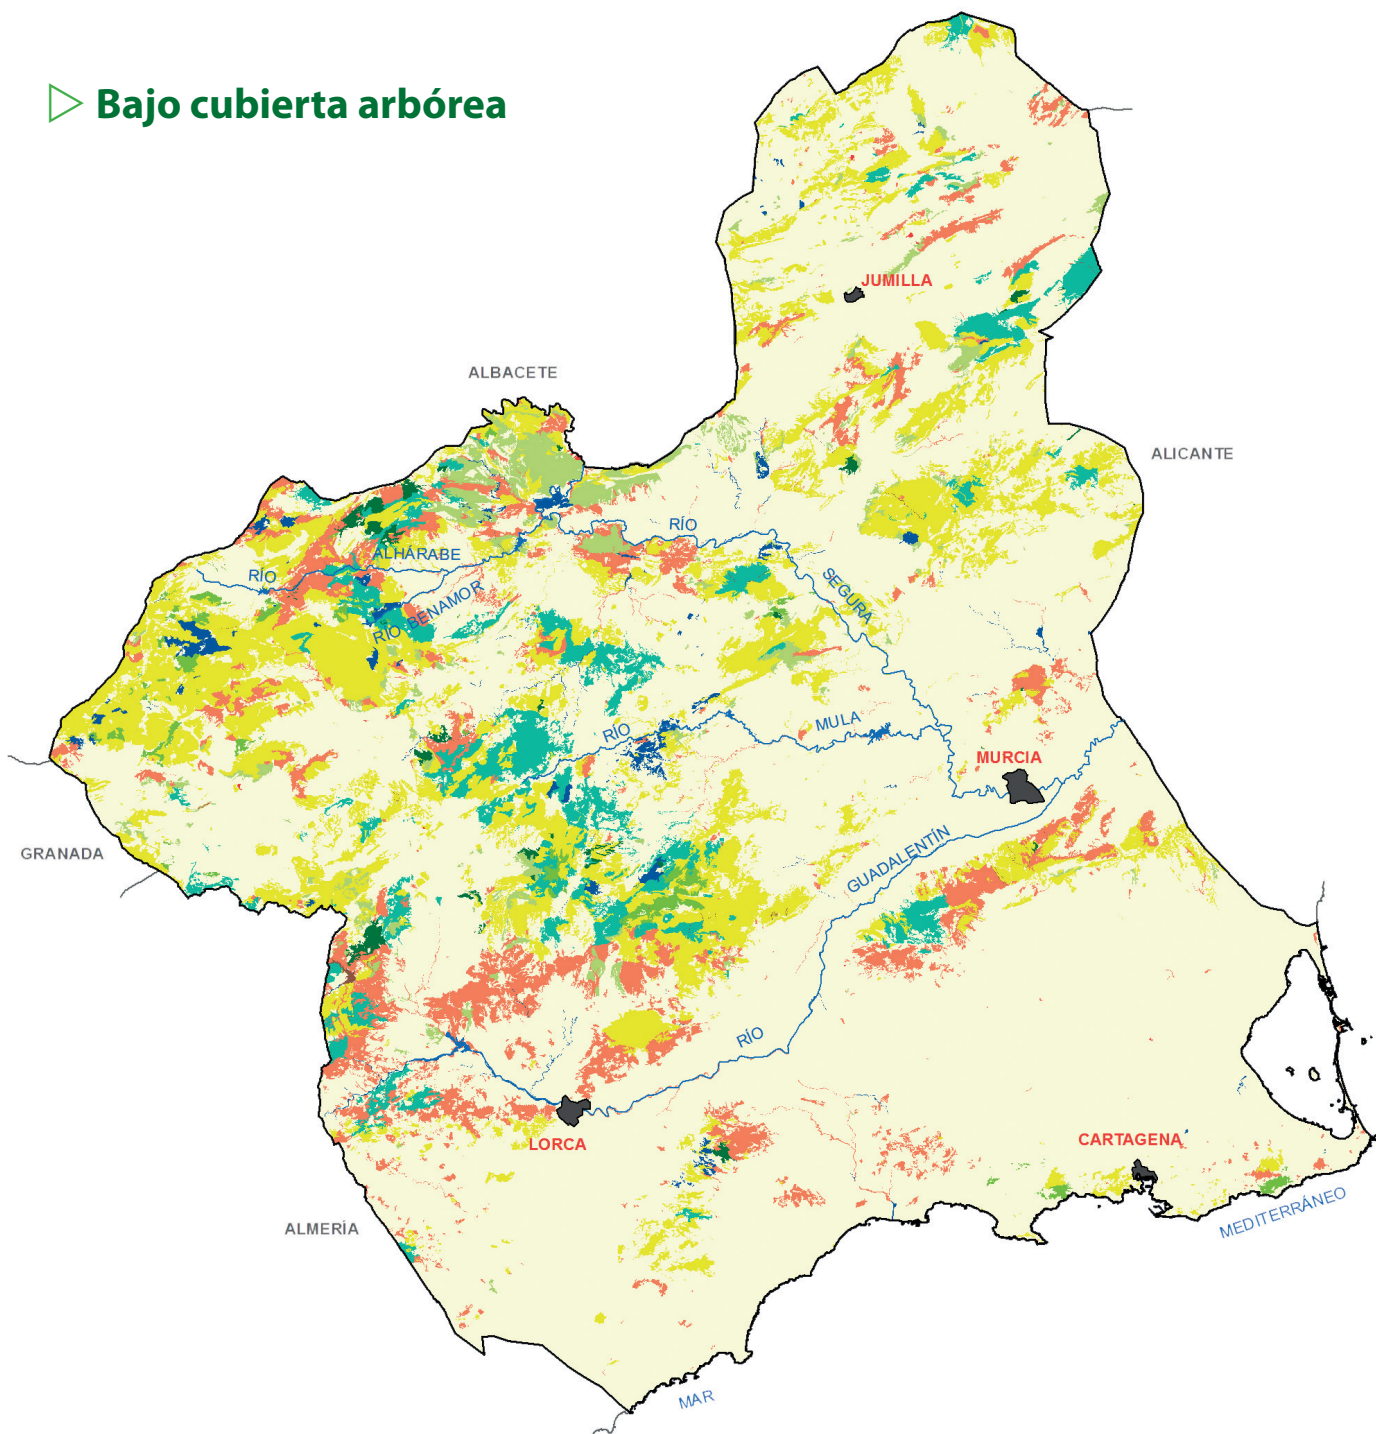 Bajo cubierta arbórea
JUMILLA
ALBACETE
ALICANTE
RÍO
ALHÁRABE
RÍO
SEGURA
RÍO BENAMOR
RÍO
MULA
MURCIA
GRANADA
GUADALENTÍN
RÍO
LORCA
CARTAGENA
ALMERÍA
MEDITERRÁNEO
MAR